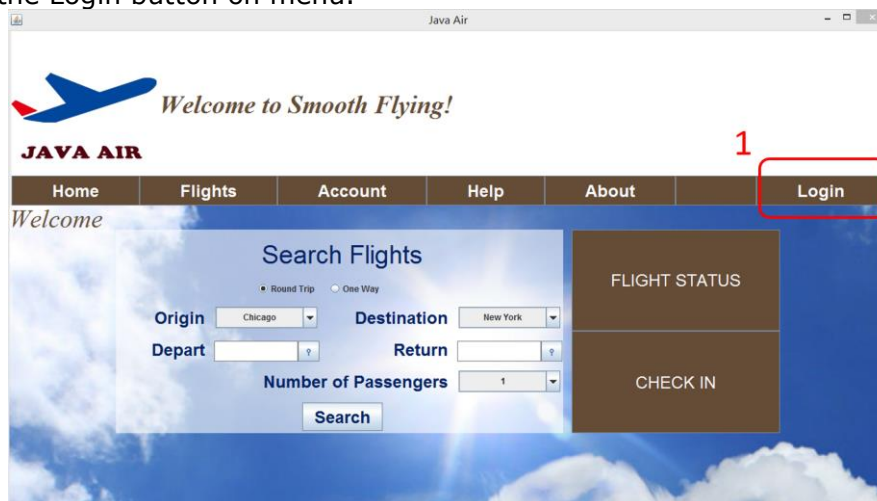 the Login button on menu.
Java Air
Welcome to Smooth Flying!
JAVA AIR
1
Home Flights Account Help About Login
Welcome
Search Flights
Round Trip One Way
Origin Chicago Destination New York
Depart ? Return ?
Number of Passengers 1
Search
FLIGHT STATUS
CHECK IN